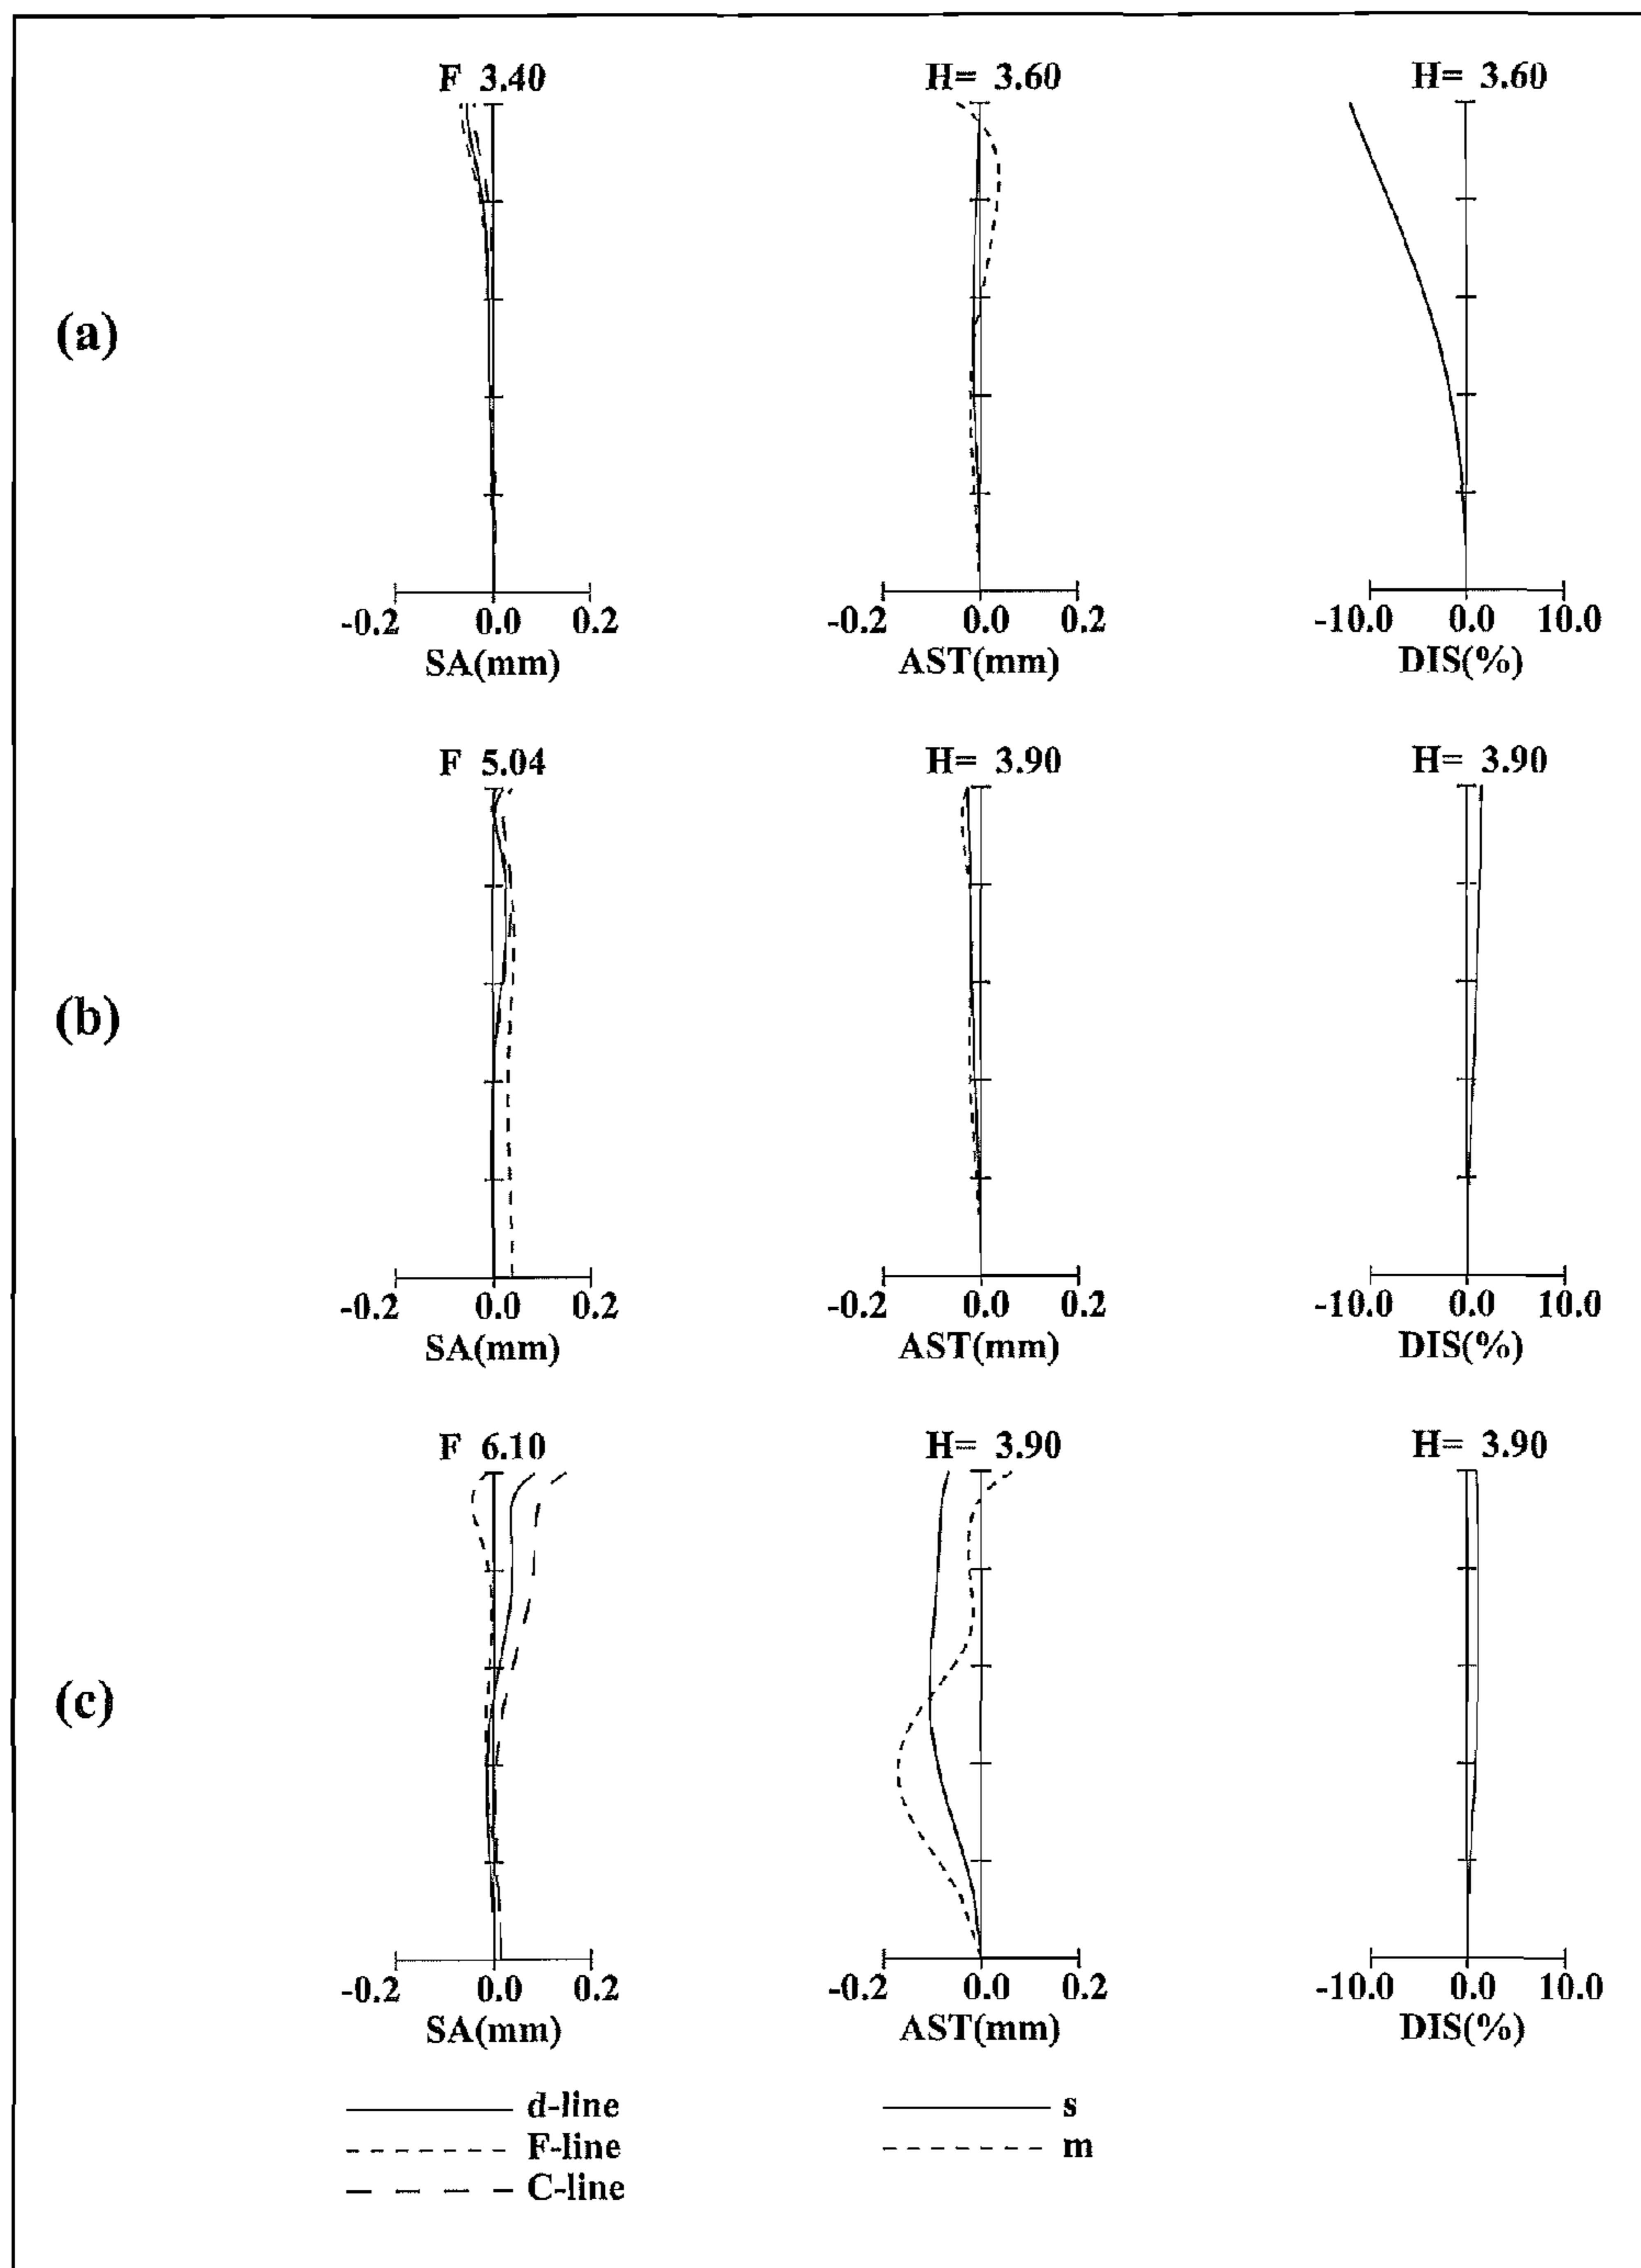 F 3.40 H= 3.60 H= 3.60
(a)
-0.2 0.0 0.2 -0.2 0.0 0.2 -10.0 0.0 10.0
SA(mm) AST(mm) DIS(%)
F 5.04 H= 3.90 H= 3.90
(b)
-0.2 0.0 0.2 -0.2 0.0 0.2 -10.0 0.0 10.0
SA(mm) AST(mm) DIS(%)
F 6.10 H= 3.90 H= 3.90
(c)
-0.2 0.0 0.2 -0.2 0.0 0.2 -10.0 0.0 10.0
SA(mm) AST(mm) DIS(%)
d-line s
F-line m
C-line